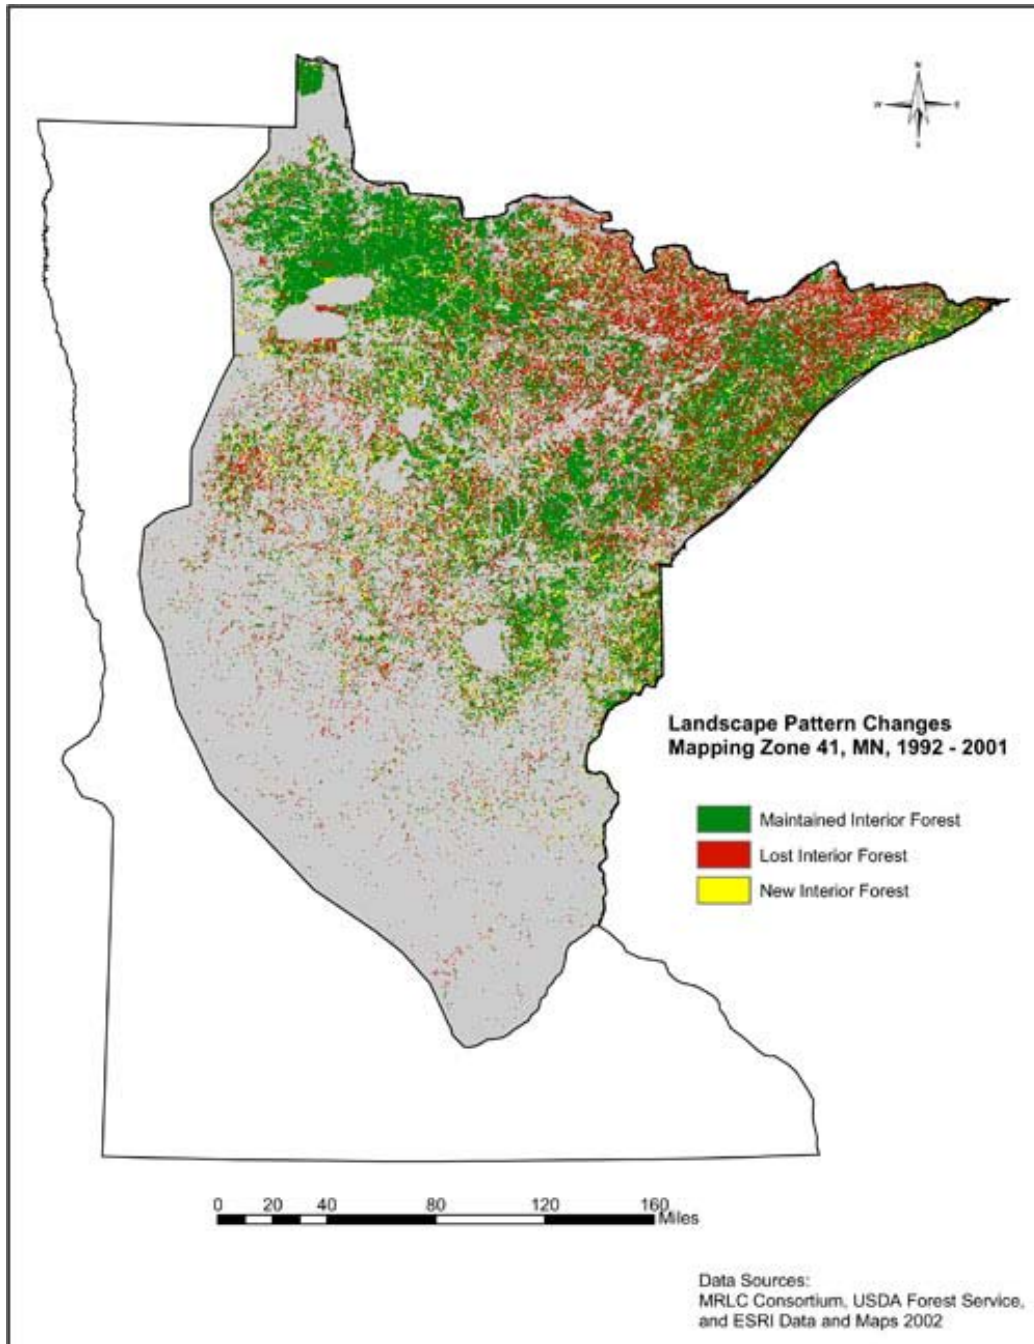 N
W E
S
Landscape Pattern Changes
Mapping Zone 41, MN, 1992 - 2001
Maintained Interior Forest
Lost Interior Forest
New Interior Forest
0 20 40 80 120 160
Miles
Data Sources:
MRLC Consortium, USDA Forest Service,
and ESRI Data and Maps 2002